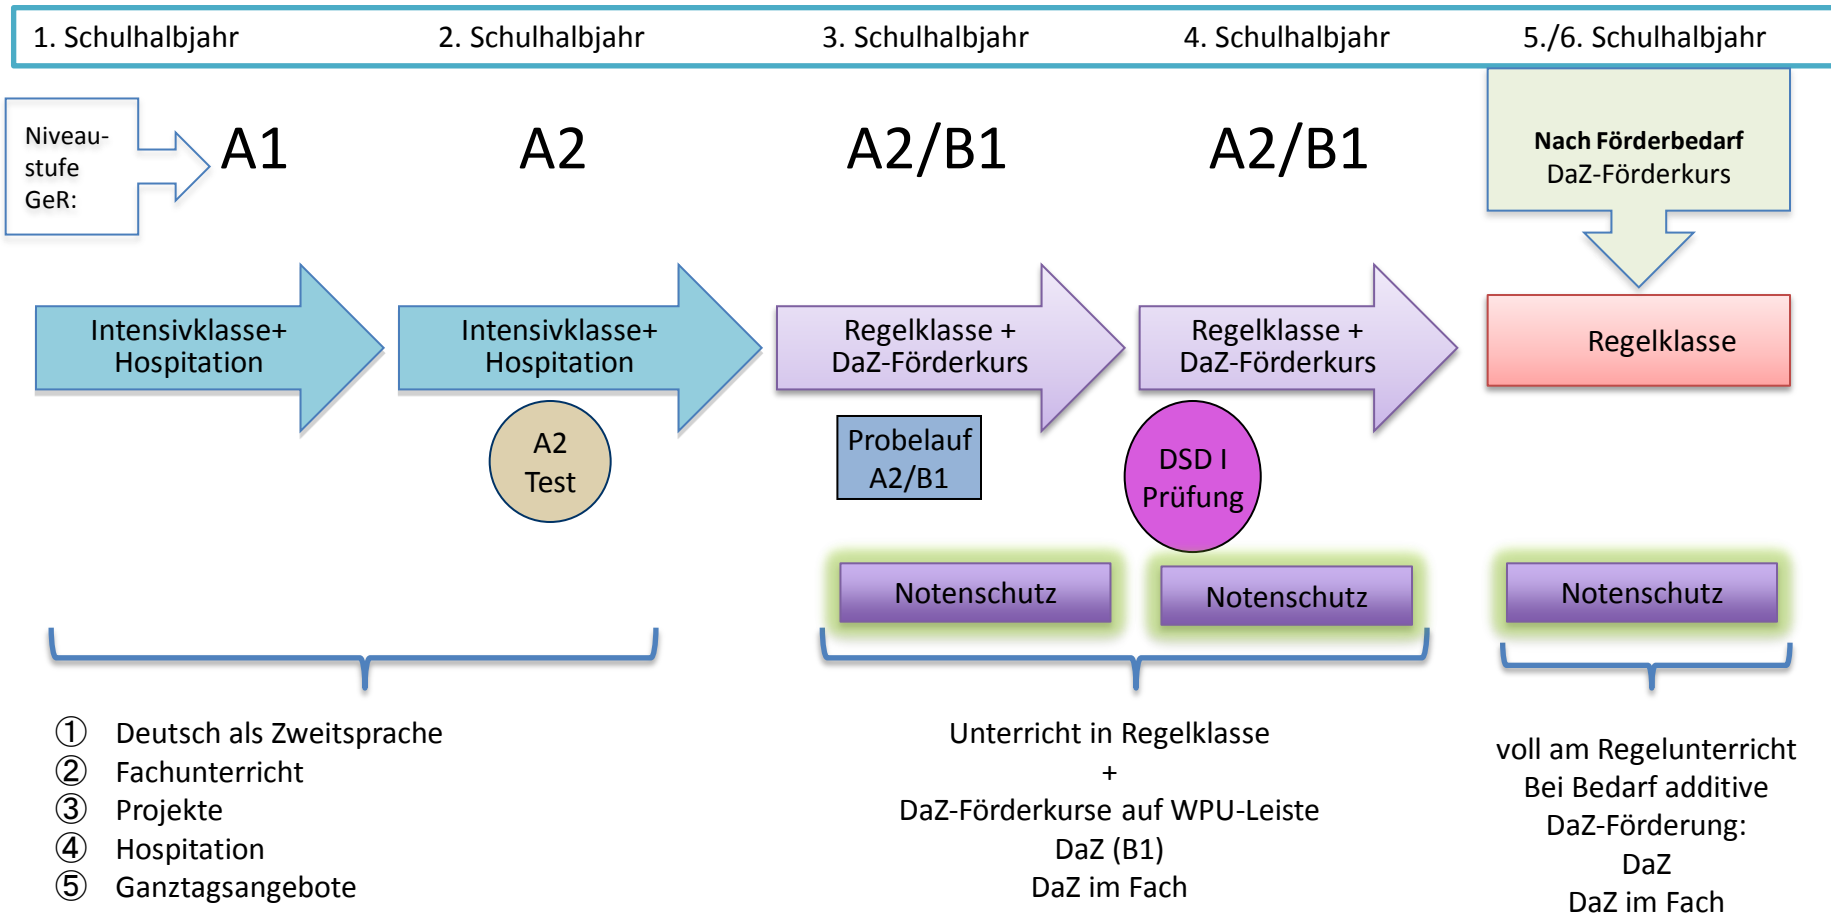 1. Schulhalbjahr
2. Schulhalbjahr
3. Schulhalbjahr
4. Schulhalbjahr
5./6. Schulhalbjahr
Niveau-
stufe
GeR:
A1
A2
A2/B1
A2/B1
Nach Förderbedarf
DaZ-Förderkurs
Intensivklasse+
Hospitation
Intensivklasse+
Hospitation
Regelklasse +
DaZ-Förderkurs
Regelklasse +
DaZ-Förderkurs
Regelklasse
A2
Test
Probelauf
A2/B1
DSD I
Prüfung
Notenschutz
Notenschutz
Notenschutz
① Deutsch als Zweitsprache
② Fachunterricht
③ Projekte
④ Hospitation
⑤ Ganztagsangebote
Unterricht in Regelklasse
+
DaZ-Förderkurse auf WPU-Leiste
DaZ (B1)
DaZ im Fach
voll am Regelunterricht
Bei Bedarf additive
DaZ-Förderung:
DaZ
DaZ im Fach